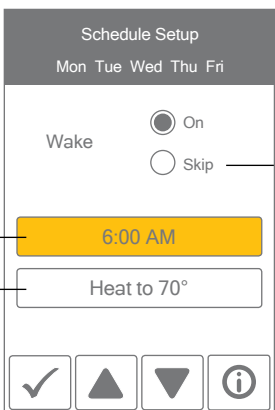 Schedule Setup
Mon Tue Wed Thu Fri
On
Wake
Skip
6:00 AM
Heat to 70°